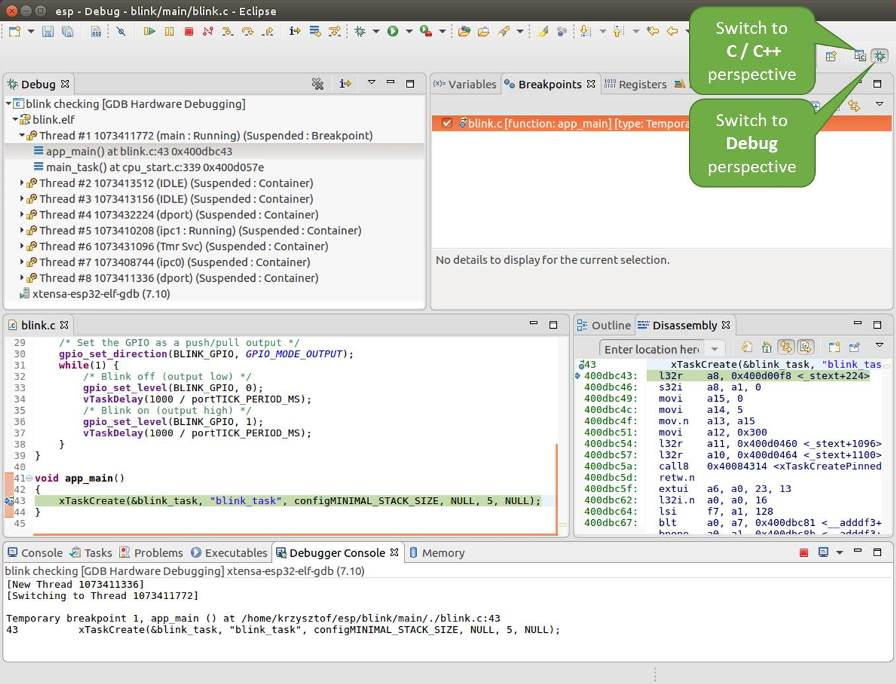 esp - Debug - blink/main/blink.c - Eclipse
Switch to
C / C++
perspective
Switch to
Debug
perspective
Debug
blink checking [GDB Hardware Debugging]
blink.elf
Thread #1 1073411772 (main : Running) (Suspended : Breakpoint)
app_main() at blink.c:43 0x400dbc43
main_task() at cpu_start.c:339 0x400d057e
Thread #2 1073413512 (IDLE) (Suspended : Container)
Thread #3 1073413156 (IDLE) (Suspended : Container)
Thread #4 1073432224 (dport) (Suspended : Container)
Thread #5 1073410208 (ipc1 : Running) (Suspended : Container)
Thread #6 1073431096 (Tmr Svc) (Suspended : Container)
Thread #7 1073408744 (ipc0) (Suspended : Container)
Thread #8 1073411336 (dport) (Suspended : Container)
xtensa-esp32-elf-gdb (7.10)
(x)= Variables Breakpoints Registers
blink.c [function: app_main] [type: Tempora
No details to display for the current selection.
blink.c
29 /* Set the GPIO as a push/pull output */
30 gpio_set_direction(BLINK_GPIO, GPIO_MODE_OUTPUT);
31 while(1) {
32 /* Blink off (output low) */
33 gpio_set_level(BLINK_GPIO, 0);
34 vTaskDelay(1000 / portTICK_PERIOD_MS);
35 /* Blink on (output high) */
36 gpio_set_level(BLINK_GPIO, 1);
37 vTaskDelay(1000 / portTICK_PERIOD_MS);
38 }
39 }
40
41 void app_main()
42 {
43 xTaskCreate(&blink_task, "blink_task", configMINIMAL_STACK_SIZE, NULL, 5, NULL);
44 }
45
Outline Disassembly
Enter location her
43 xTaskCreate(&blink_task, "blink_tas
400dbc43: l32r a8, 0x400d00f8 <_stext+224>
400dbc46: s32i a8, a1, 0
400dbc49: movi a15, 0
400dbc4c: movi a14, 5
400dbc4f: mov.n a13, a15
400dbc51: movi a12, 0x300
400dbc54: l32r a11, 0x400d0460 <_stext+1096>
400dbc57: l32r a10, 0x400d0464 <_stext+1100>
400dbc5a: call8 0x40084314 <xTaskCreatePinned
400dbc5d: retw.n
400dbc5f: extui a6, a0, 23, 13
400dbc62: l32i.n a0, a0, 16
400dbc64: lsi f7, a1, 128
400dbc67: blt a0, a7, 0x400dbc81 <__adddf3+
Console Tasks Problems Executables Debugger Console Memory
blink checking [GDB Hardware Debugging] xtensa-esp32-elf-gdb (7.10)
[New Thread 1073411336]
[Switching to Thread 1073411772]
Temporary breakpoint 1, app_main () at /home/krzysztof/esp/blink/main/./blink.c:43
43 xTaskCreate(&blink_task, "blink_task", configMINIMAL_STACK_SIZE, NULL, 5, NULL);